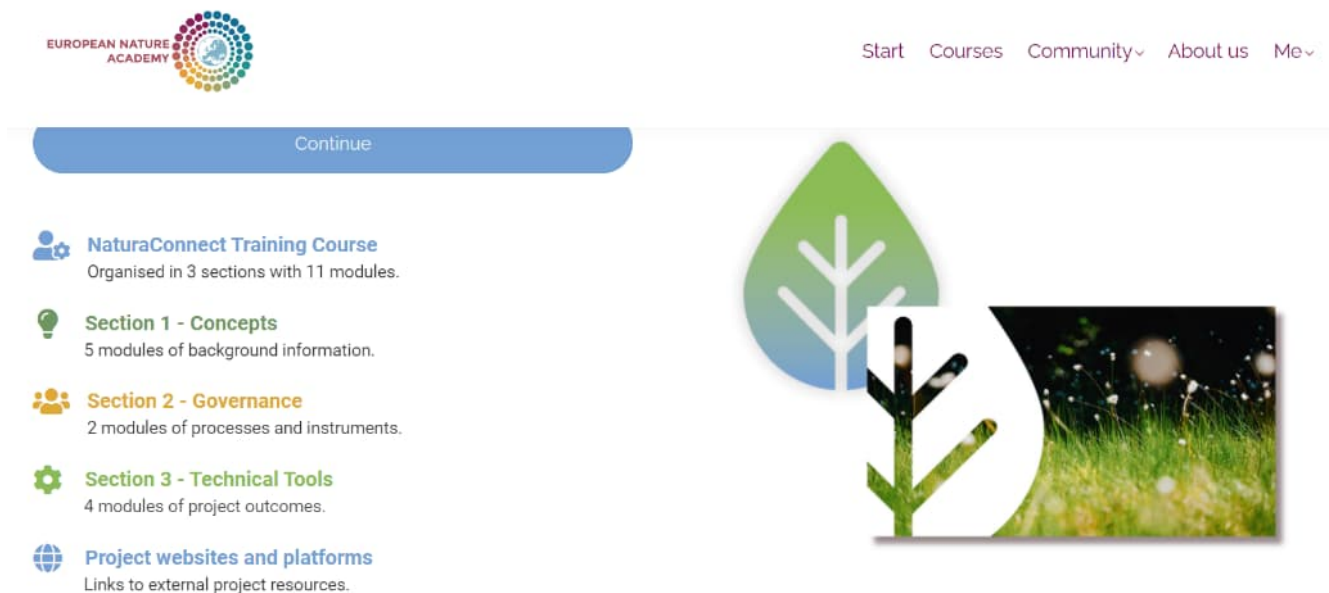 EUROPEAN NATURE
ACADEMY
Start Courses Community About us Me
Continue
NaturaConnect Training Course
Organised in 3 sections with 11 modules.
Section 1 - Concepts
5 modules of background information.
Section 2 - Governance
2 modules of processes and instruments.
Section 3 - Technical Tools
4 modules of project outcomes.
Project websites and platforms
Links to external project resources.